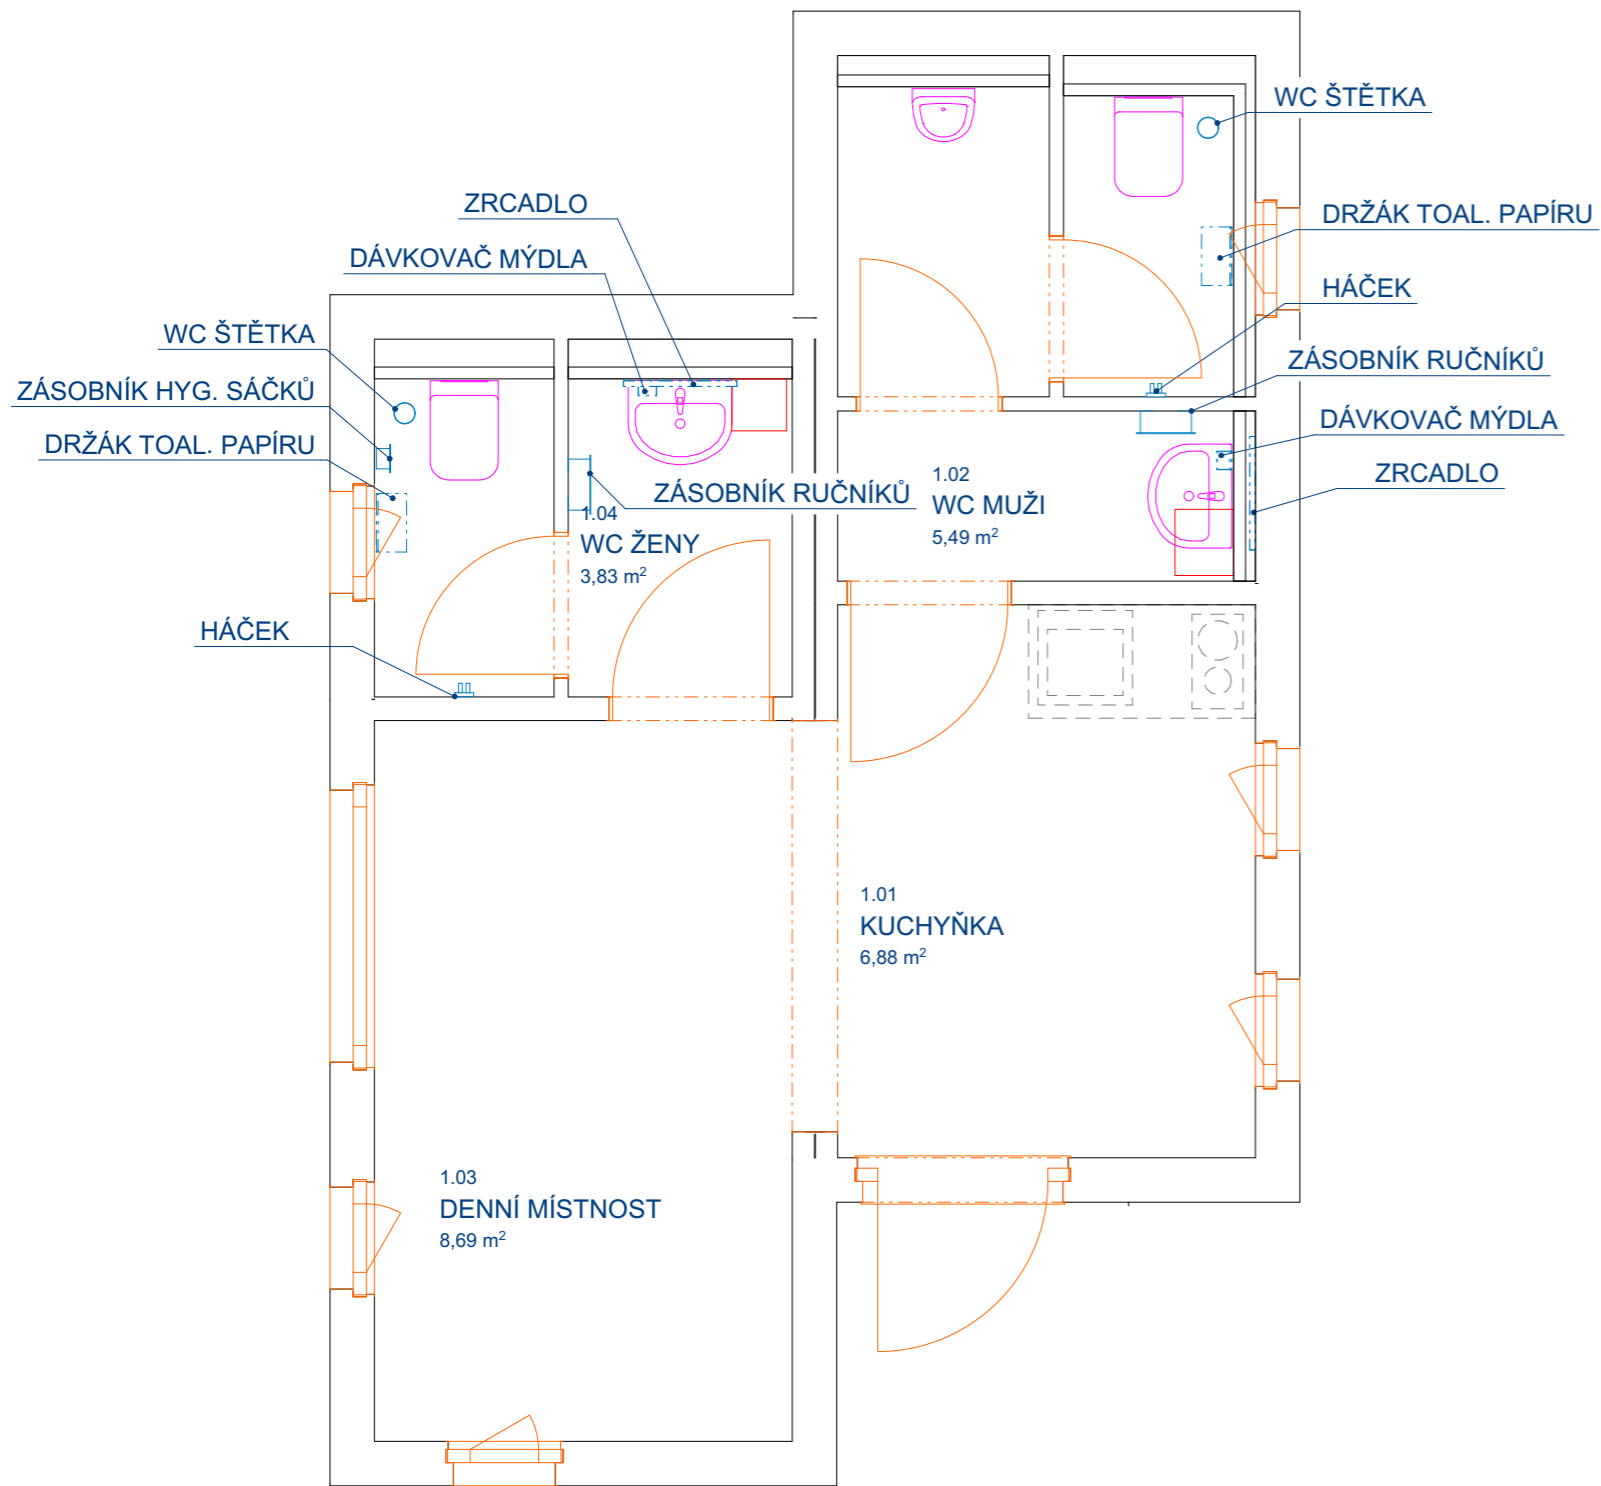 WC ŠTĚTKA
ZRCADLO
DRŽÁK TOAL. PAPÍRU
DÁVKOVAČ MÝDLA
HÁČEK
WC ŠTĚTKA
ZÁSOBNÍK RUČNÍKŮ
ZÁSOBNÍK HYG. SÁČKŮ
DÁVKOVAČ MÝDLA
DRŽÁK TOAL. PAPÍRU
ZRCADLO
ZÁSOBNÍK RUČNÍKŮ
1.02
WC MUŽI
5,49 m²
1.04
WC ŽENY
3,83 m²
HÁČEK
1.01
KUCHYŇKA
6,88 m²
1.03
DENNÍ MÍSTNOST
8,69 m²